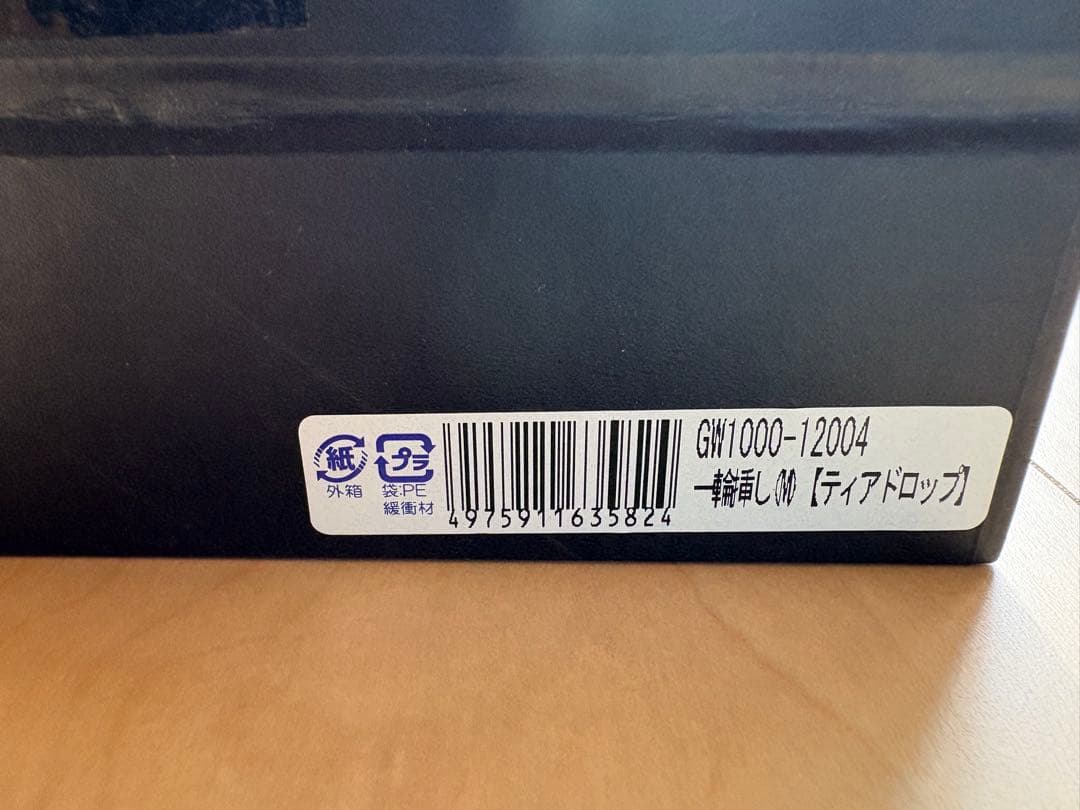 紙
外箱
プラ
袋:PE
緩衝材
4975911635824
GW1000-12004
一輪挿し(M)【ティアドロップ】